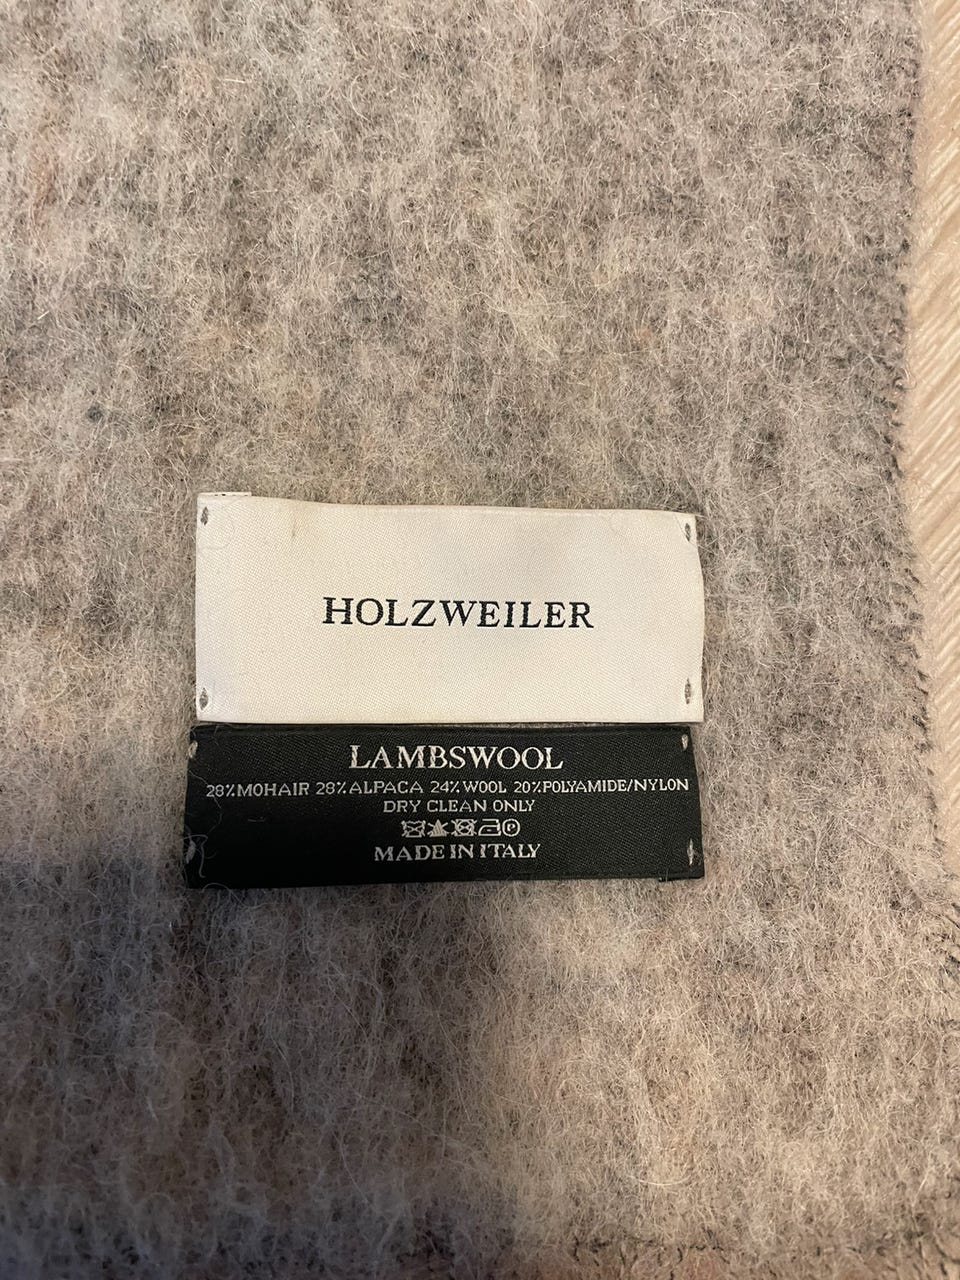 HOLZWEILER
LAMBSWOOL
28%MOHAIR 28%ALPACA 24%WOOL 20%POLYAMIDE/NYLON
DRY CLEAN ONLY
MADE IN ITALY